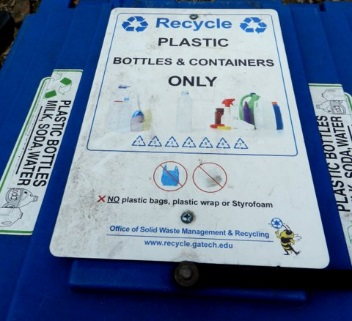 Recycle
PLASTIC
BOTTLES & CONTAINERS
ONLY
X NO plastic bags, plastic wrap or Styrofoam
Office of Solid Waste Management & Recycling
www.recycle.gatech.edu
PLASTIC BOTTLES
MILK SODA WATER
PLASTIC BOTTLES
SODA WATER